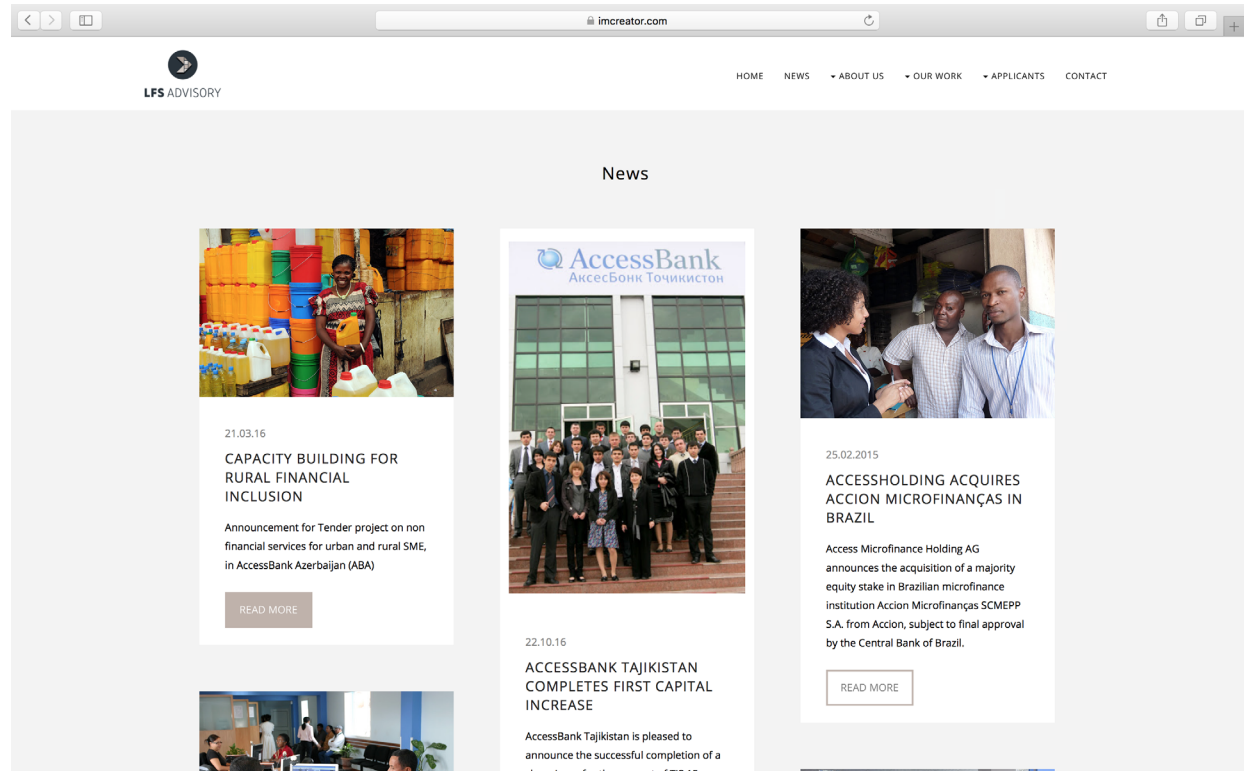 imcreator.com
LFS ADVISORY
HOME NEWS ABOUT US OUR WORK APPLICANTS CONTACT
News
21.03.16
CAPACITY BUILDING FOR
RURAL FINANCIAL
INCLUSION
Announcement for Tender project on non
financial services for urban and rural SME,
in AccessBank Azerbaijan (ABA)
READ MORE
AccessBank
АксесБонк Точикистон
22.10.16
ACCESSBANK TAJIKISTAN
COMPLETES FIRST CAPITAL
INCREASE
AccessBank Tajikistan is pleased to
announce the successful completion of a
25.02.2015
ACCESSHOLDING ACQUIRES
ACCION MICROFINANÇAS IN
BRAZIL
Access Microfinance Holding AG
announces the acquisition of a majority
equity stake in Brazilian microfinance
institution Accion Microfinanças SCMEPP
S.A. from Accion, subject to final approval
by the Central Bank of Brazil.
READ MORE